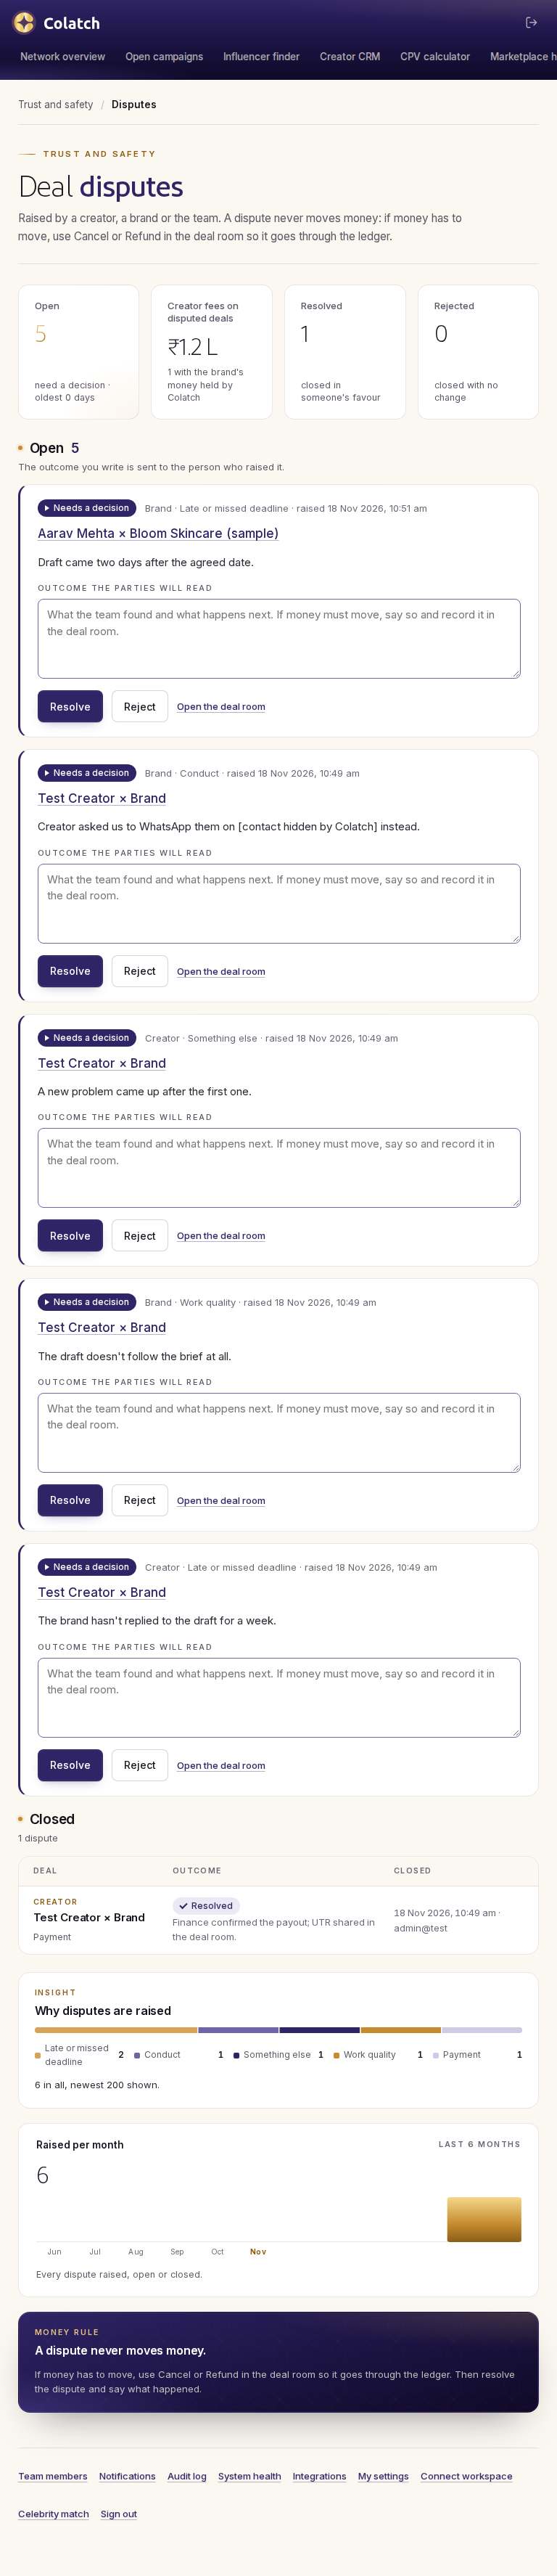 Colatch
Network overview Open campaigns Influencer finder Creator CRM CPV calculator Marketplace h
Trust and safety / Disputes
TRUST AND SAFETY
Deal disputes
Raised by a creator, a brand or the team. A dispute never moves money: if money has to
move, use Cancel or Refund in the deal room so it goes through the ledger.
Open
5
need a decision ·
oldest 0 days
Creator fees on
disputed deals
₹1.2 L
1 with the brand's
money held by
Colatch
Resolved
1
closed in
someone's favour
Rejected
0
closed with no
change
Open 5
The outcome you write is sent to the person who raised it.
Needs a decision Brand · Late or missed deadline · raised 18 Nov 2026, 10:51 am
Aarav Mehta × Bloom Skincare (sample)
Draft came two days after the agreed date.
OUTCOME THE PARTIES WILL READ
What the team found and what happens next. If money must move, say so and record it in
the deal room.
Resolve Reject Open the deal room
Needs a decision Brand · Conduct · raised 18 Nov 2026, 10:49 am
Test Creator × Brand
Creator asked us to WhatsApp them on [contact hidden by Colatch] instead.
OUTCOME THE PARTIES WILL READ
What the team found and what happens next. If money must move, say so and record it in
the deal room.
Resolve Reject Open the deal room
Needs a decision Creator · Something else · raised 18 Nov 2026, 10:49 am
Test Creator × Brand
A new problem came up after the first one.
OUTCOME THE PARTIES WILL READ
What the team found and what happens next. If money must move, say so and record it in
the deal room.
Resolve Reject Open the deal room
Needs a decision Brand · Work quality · raised 18 Nov 2026, 10:49 am
Test Creator × Brand
The draft doesn't follow the brief at all.
OUTCOME THE PARTIES WILL READ
What the team found and what happens next. If money must move, say so and record it in
the deal room.
Resolve Reject Open the deal room
Needs a decision Creator · Late or missed deadline · raised 18 Nov 2026, 10:49 am
Test Creator × Brand
The brand hasn't replied to the draft for a week.
OUTCOME THE PARTIES WILL READ
What the team found and what happens next. If money must move, say so and record it in
the deal room.
Resolve Reject Open the deal room
Closed
1 dispute
DEAL OUTCOME CLOSED
CREATOR
Test Creator × Brand
Payment
Resolved
Finance confirmed the payout; UTR shared in
the deal room.
18 Nov 2026, 10:49 am ·
admin@test
INSIGHT
Why disputes are raised
Late or missed
deadline 2 Conduct 1 Something else 1 Work quality 1 Payment 1
6 in all, newest 200 shown.
Raised per month LAST 6 MONTHS
6
Jun Jul Aug Sep Oct Nov
Every dispute raised, open or closed.
MONEY RULE
A dispute never moves money.
If money has to move, use Cancel or Refund in the deal room so it goes through the ledger. Then resolve
the dispute and say what happened.
Team members Notifications Audit log System health Integrations My settings Connect workspace
Celebrity match Sign out